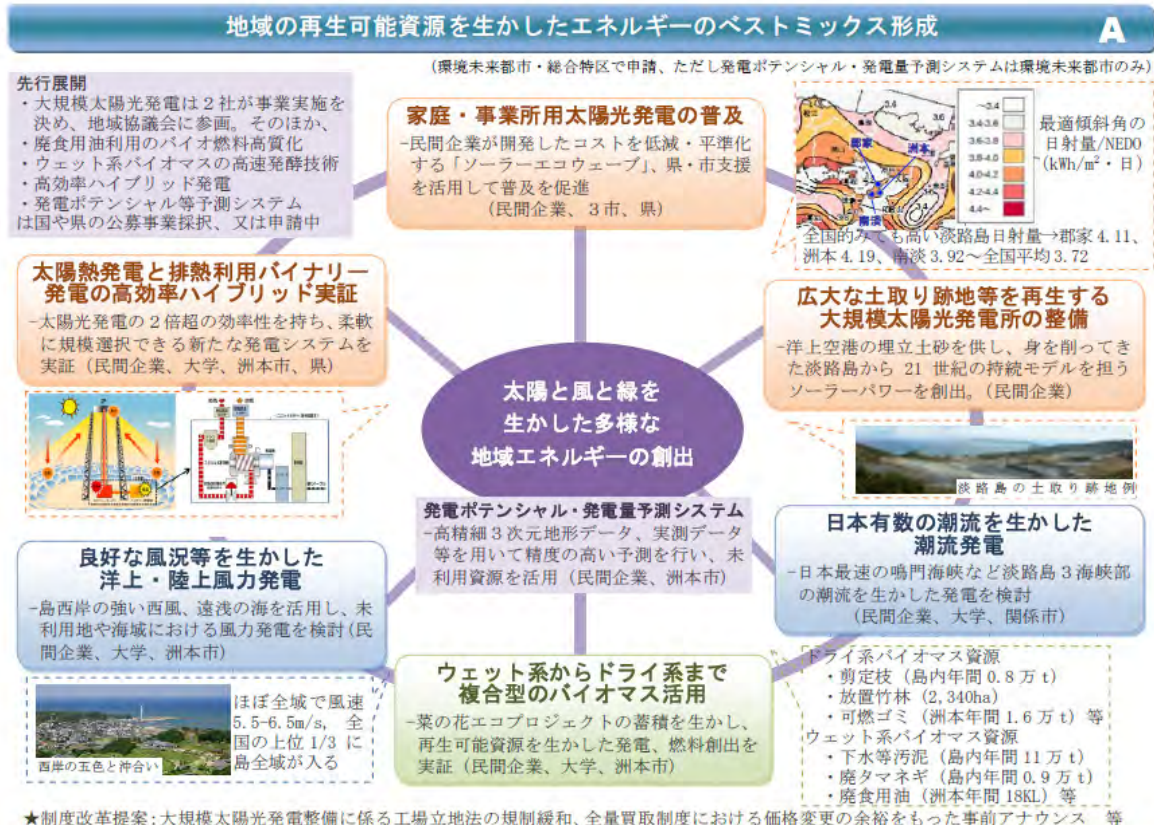 地域の再生可能資源を生かしたエネルギーのベストミックス形成
A
(環境未来都市・総合特区で申請、ただし発電ポテンシャル・発電量予測システムは環境未来都市のみ)
先行展開
・大規模太陽光発電は2社が事業実施を
決め、地域協議会に参画。そのほか、
・廃食用油利用のバイオ燃料高質化
・ウェット系バイオマスの高速発酵技術
・高効率ハイブリッド発電
・発電ポテンシャル等予測システム
は国や県の公募事業採択、又は申請中
家庭・事業所用太陽光発電の普及
-民間企業が開発したコストを低減・平準化
する「ソーラーエコウェーブ」、県・市支援
を活用して普及を促進
(民間企業、3市、県)
郡家
洲本
南淡
3.4
3.4
~3.4
3.4-3.6
3.6-3.8
3.8-4.0
4.0-4.2
4.2-4.4
4.4~
最適傾斜角の
日射量/NEDO
(kWh/m²・日)
全国的みても高い淡路島日射量→郡家 4.11、
洲本 4.19、南淡 3.92~全国平均 3.72
太陽熱発電と排熱利用バイナリー
発電の高効率ハイブリッド実証
-太陽光発電の2倍超の効率性を持ち、柔軟
に規模選択できる新たな発電システムを
実証(民間企業、大学、洲本市、県)
広大な土取り跡地等を再生する
大規模太陽光発電所の整備
-洋上空港の埋立土砂を供し、身を削ってき
た淡路島から 21 世紀の持続モデルを担う
ソーラーパワーを創出。(民間企業)
淡路島の土取り跡地例
太陽と風と緑を
生かした多様な
地域エネルギーの創出
発電ポテンシャル・発電量予測システム
-高精細3次元地形データ、実測データ
等を用いて精度の高い予測を行い、未
利用資源を活用(民間企業、洲本市)
良好な風況等を生かした
洋上・陸上風力発電
-島西岸の強い西風、遠浅の海を活用し、未
利用地や海域における風力発電を検討(民
間企業、大学、洲本市)
西岸の五色と沖合い
ほぼ全域で風速
5.5-6.5m/s, 全
国の上位 1/3 に
島全域が入る
日本有数の潮流を生かした
潮流発電
-日本最速の鳴門海峡など淡路島3海峡部
の潮流を生かした発電を検討
(民間企業、大学、関係市)
ウェット系からドライ系まで
複合型のバイオマス活用
-菜の花エコプロジェクトの蓄積を生かし、
再生可能資源を生かした発電、燃料創出を
実証(民間企業、大学、洲本市)
ドライ系バイオマス資源
・剪定枝(島内年間 0.8 万 t)
・放置竹林(2,340ha)
・可燃ゴミ(洲本年間 1.6 万 t)等
ウェット系バイオマス資源
・下水等汚泥(島内年間 11 万 t)
・廃タマネギ(島内年間 0.9 万 t)
・廃食用油(洲本年間 18KL)等
★制度改革提案:大規模太陽光発電整備に係る工場立地法の規制緩和、全量買取制度における価格変更の余裕をもった事前アナウンス 等